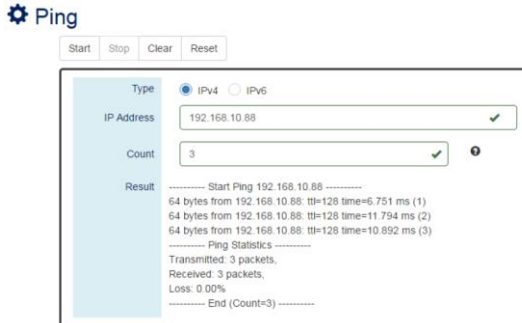 Ping
Start Stop Clear Reset
Type IPv4 IPv6
IP Address 192.168.10.88
Count 3
Result ---------- Start Ping 192.168.10.88 ----------
64 bytes from 192.168.10.88: ttl=128 time=6.751 ms (1)
64 bytes from 192.168.10.88: ttl=128 time=11.794 ms (2)
64 bytes from 192.168.10.88: ttl=128 time=10.892 ms (3)
---------- Ping Statistics ----------
Transmitted: 3 packets,
Received: 3 packets,
Loss: 0.00%
---------- End (Count=3) ----------